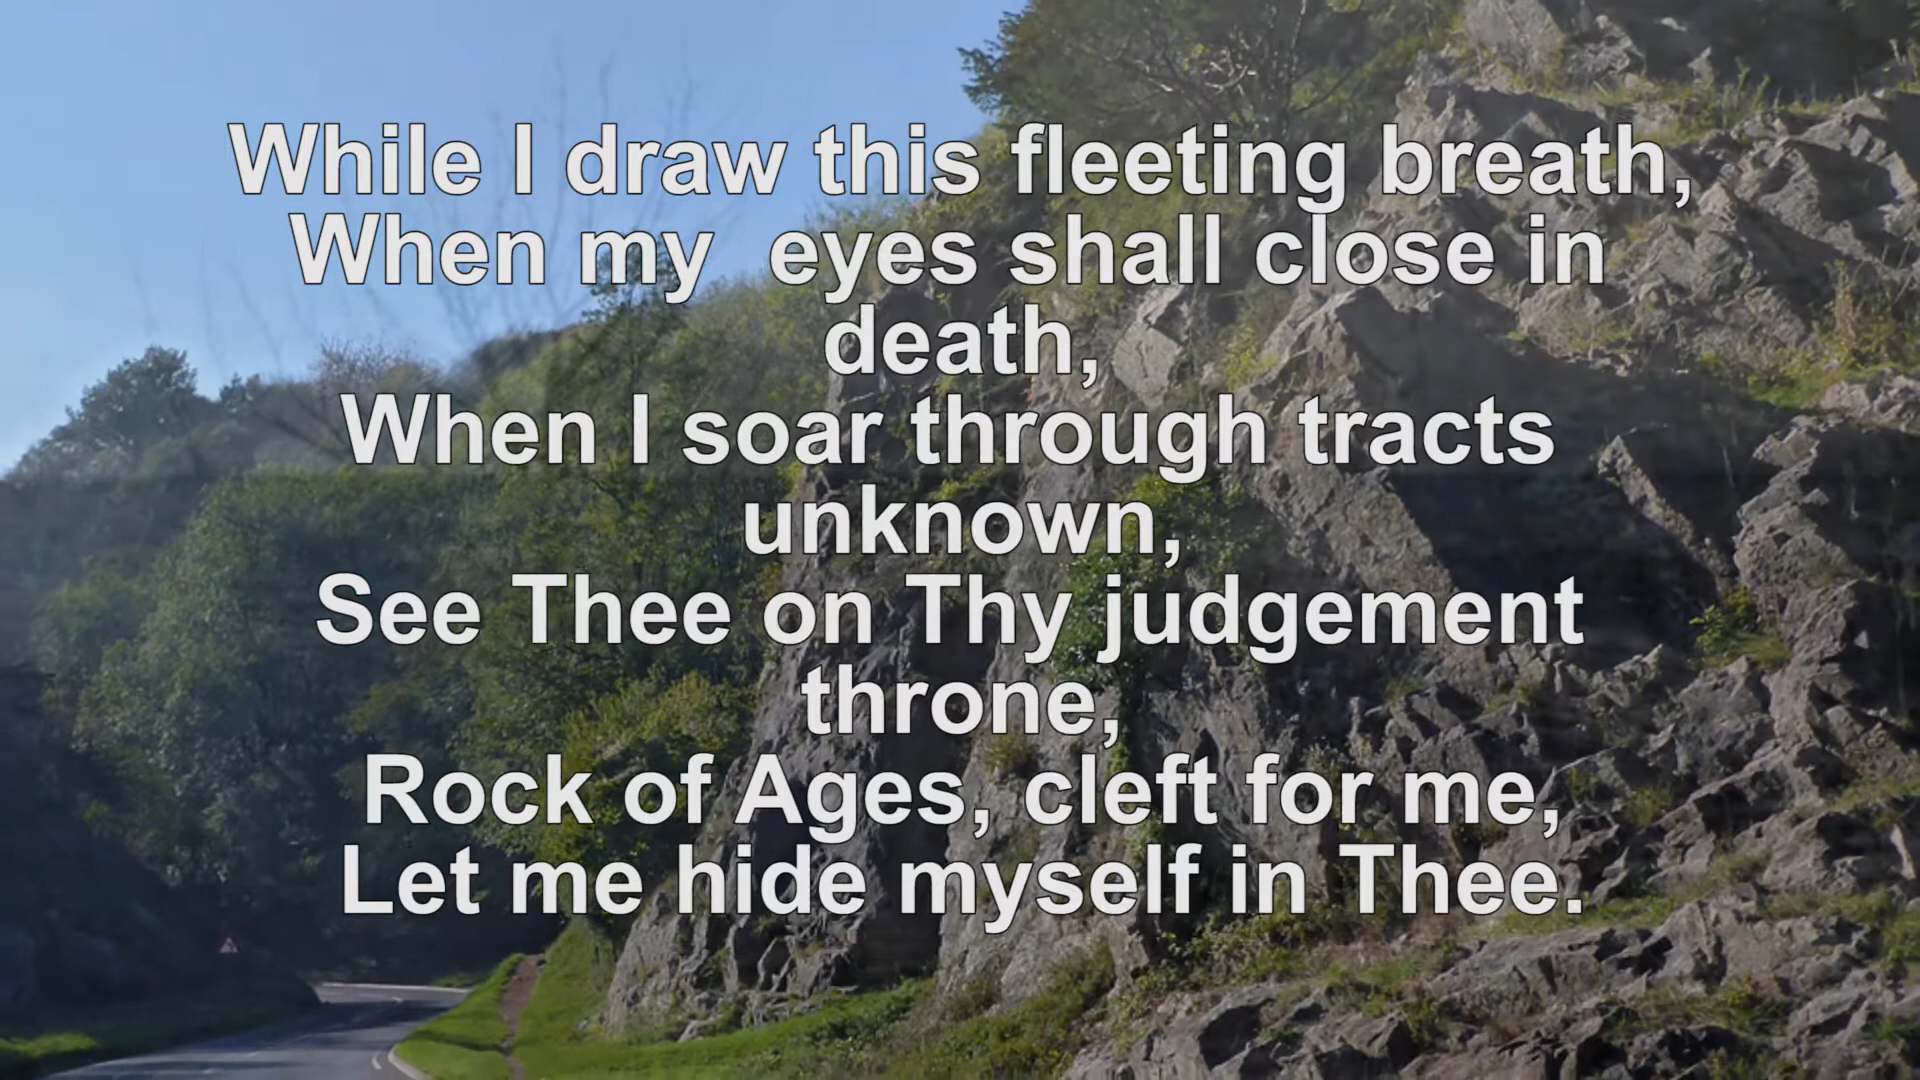 While I draw this fleeting breath,
When my  eyes shall close in
death,
When I soar through tracts
unknown,
See Thee on Thy judgement
throne,
Rock of Ages, cleft for me,
Let me hide myself in Thee.